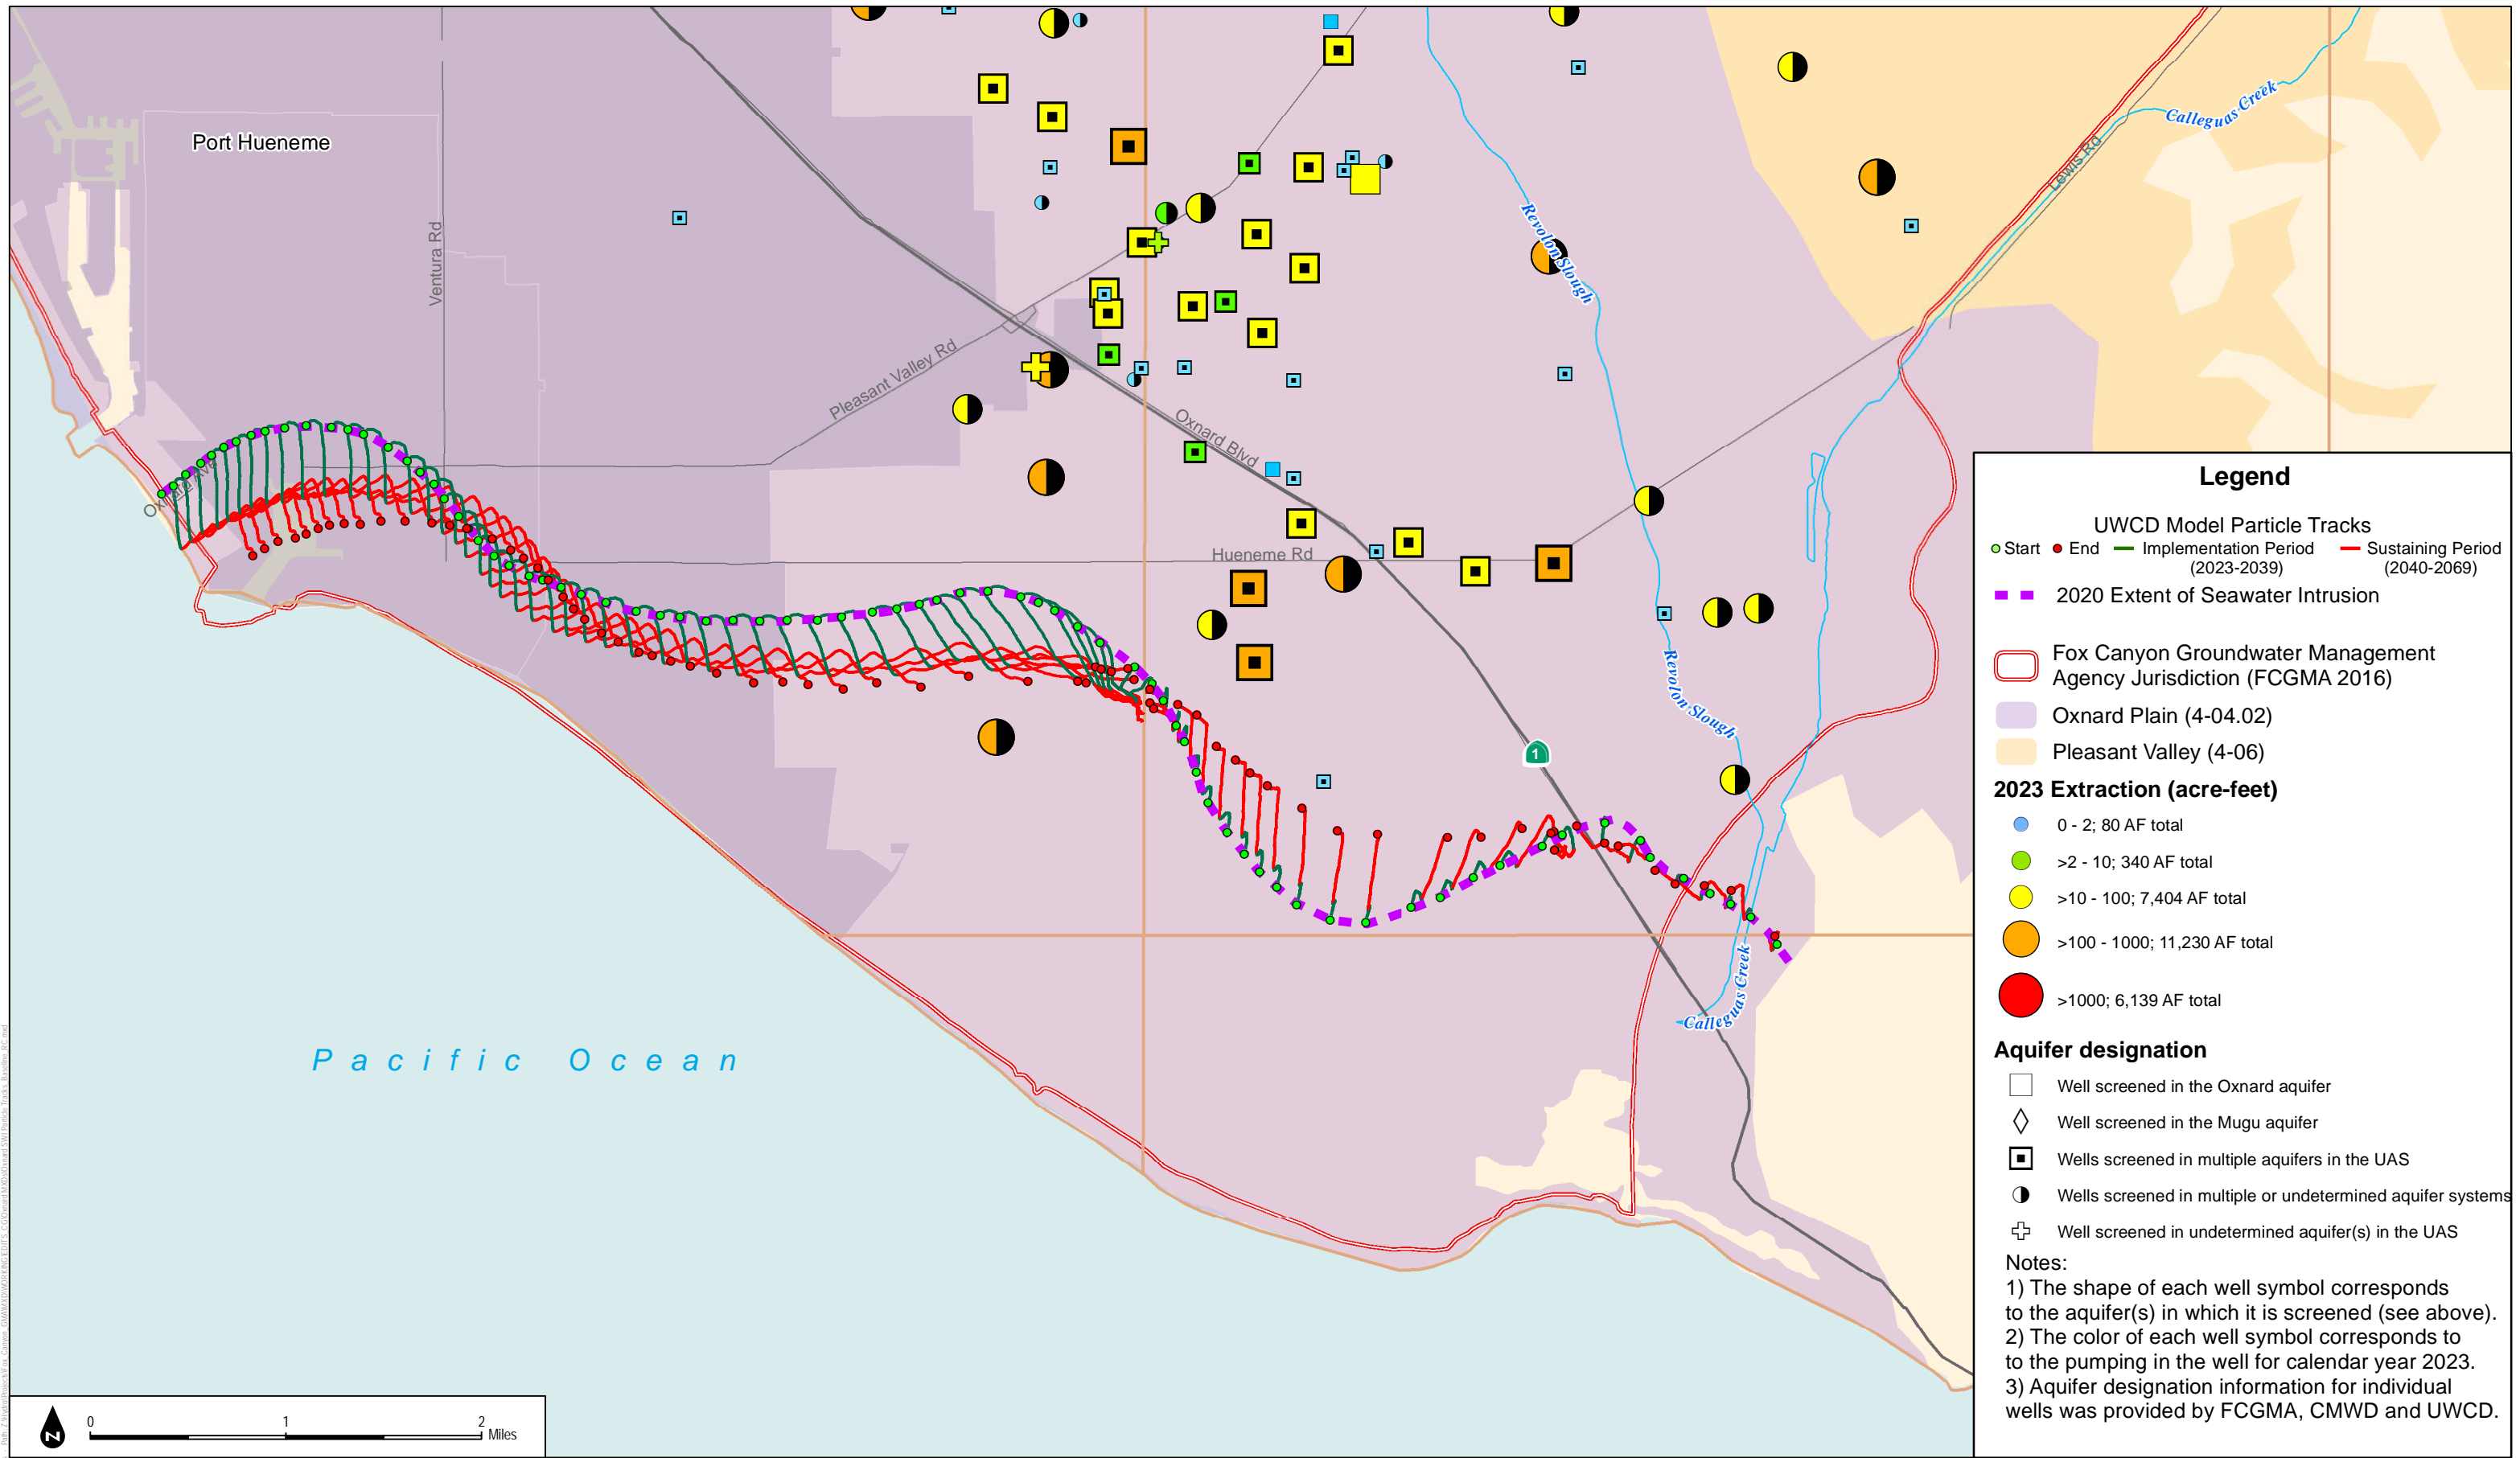 Port Hueneme
Ventura Rd
Oxnard Ave
Pleasant Valley Rd
Oxnard Blvd
Hueneme Rd
Revolon Slough
Calleguas Creek
Lewis Rd
Revolon Slough
1
Calleguas Creek
Pacific Ocean
N
0 1 2
Miles
Legend
UWCD Model Particle Tracks
Start End Implementation Period Sustaining Period
(2023-2039) (2040-2069)
2020 Extent of Seawater Intrusion
Fox Canyon Groundwater Management
Agency Jurisdiction (FCGMA 2016)
Oxnard Plain (4-04.02)
Pleasant Valley (4-06)
2023 Extraction (acre-feet)
0 - 2; 80 AF total
>2 - 10; 340 AF total
>10 - 100; 7,404 AF total
>100 - 1000; 11,230 AF total
>1000; 6,139 AF total
Aquifer designation
Well screened in the Oxnard aquifer
Well screened in the Mugu aquifer
Wells screened in multiple aquifers in the UAS
Wells screened in multiple or undetermined aquifer systems
Well screened in undetermined aquifer(s) in the UAS
Notes:
1) The shape of each well symbol corresponds
to the aquifer(s) in which it is screened (see above).
2) The color of each well symbol corresponds to
to the pumping in the well for calendar year 2023.
3) Aquifer designation information for individual
wells was provided by FCGMA, CMWD and UWCD.